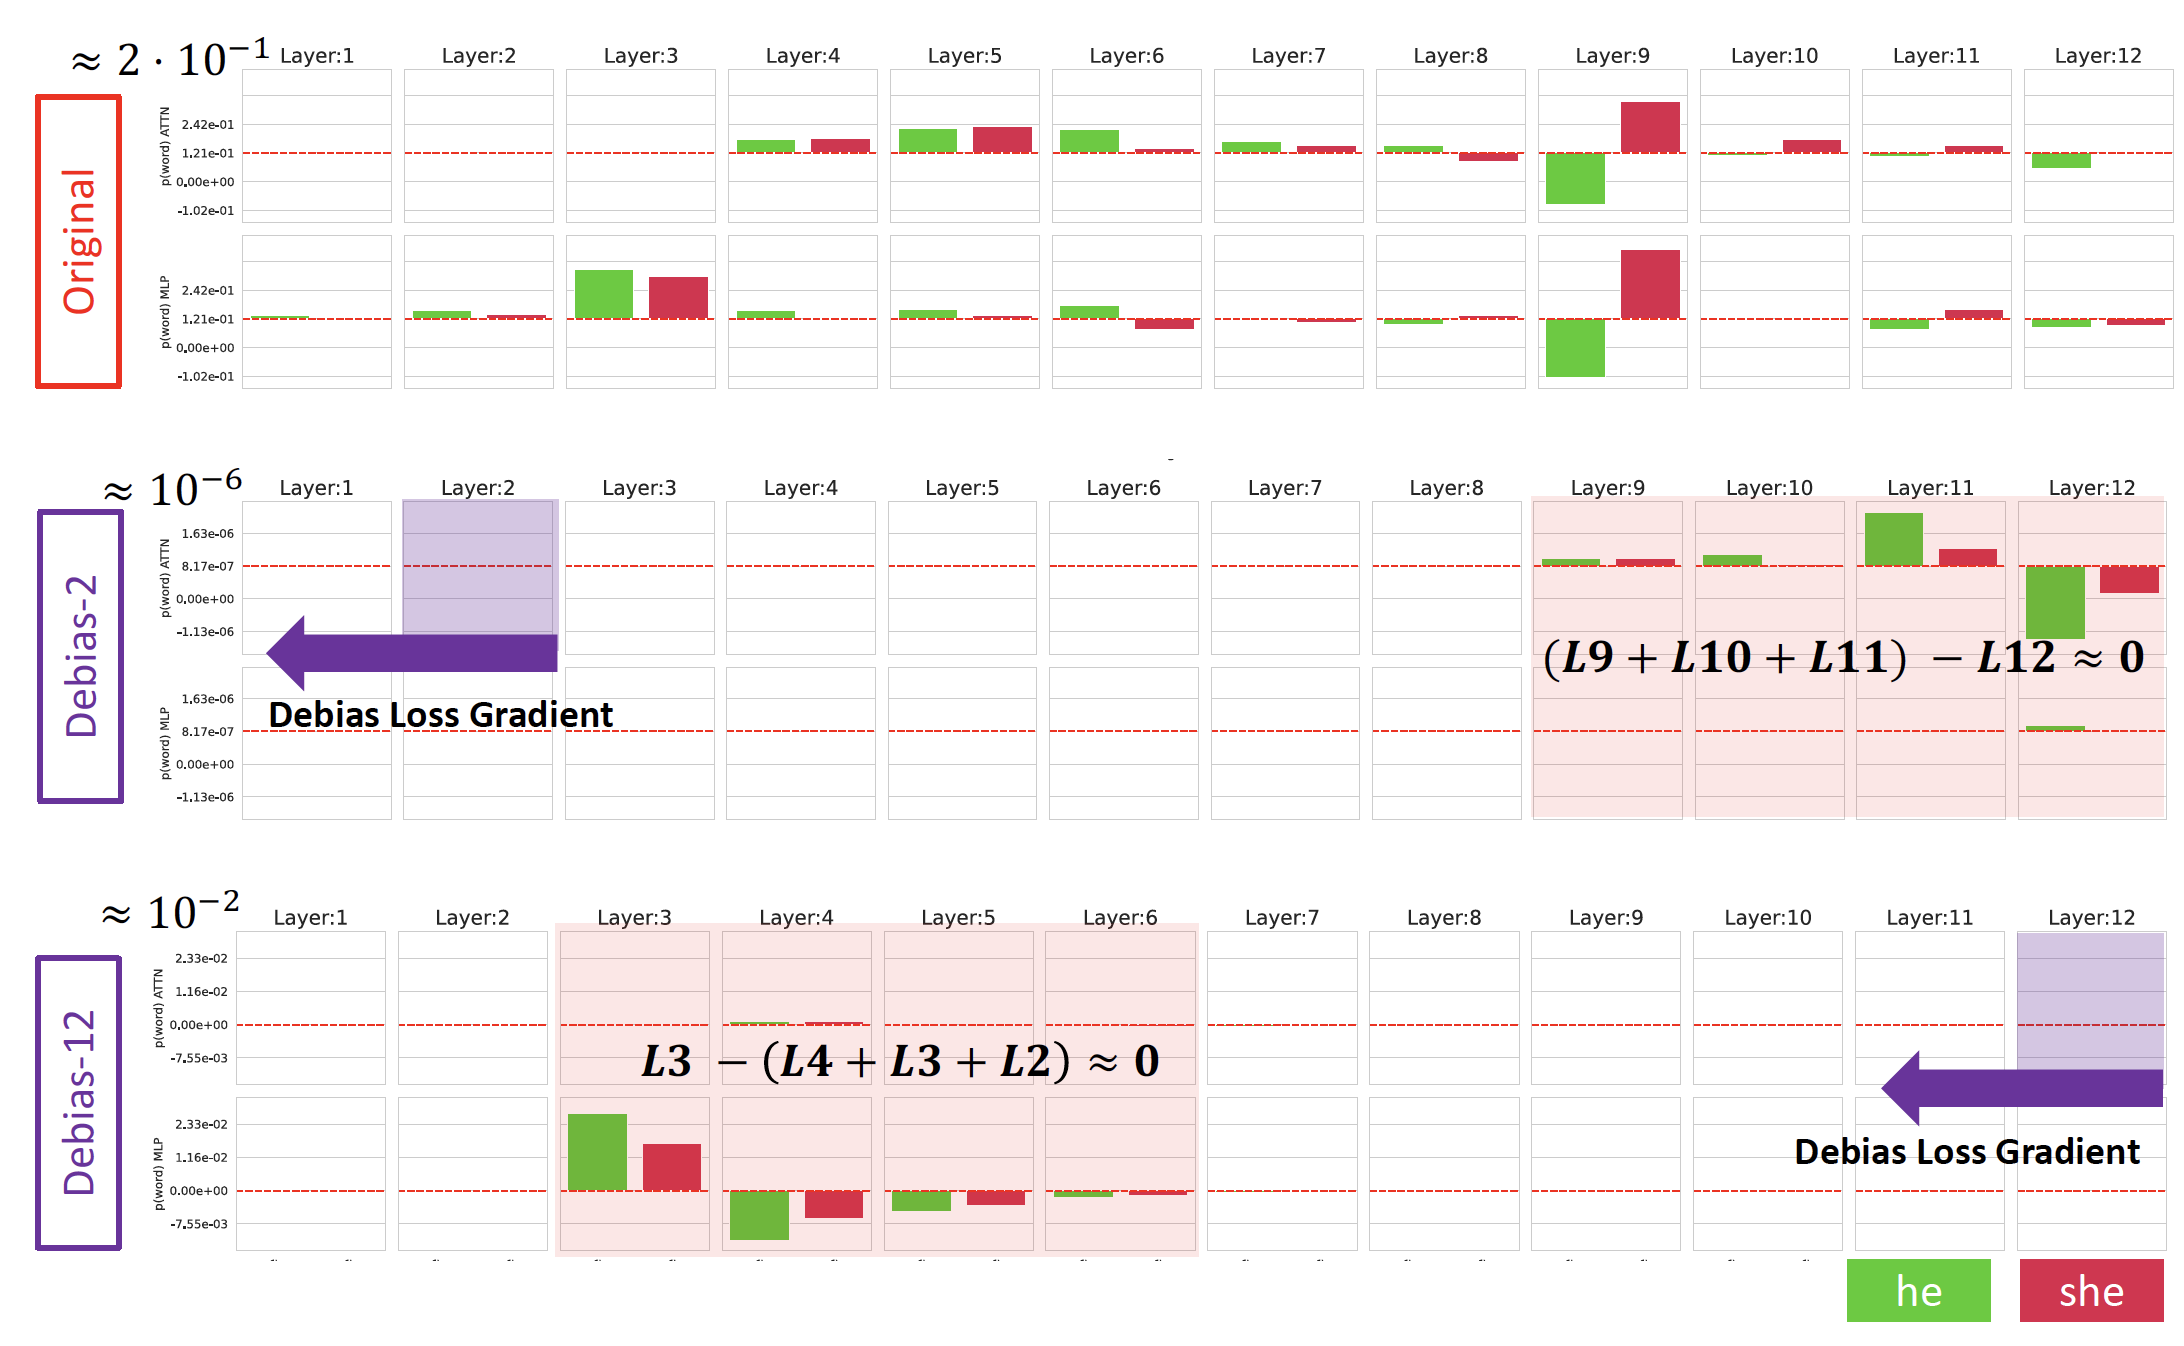 ≈ 2 · 10⁻¹
Layer:1 Layer:2 Layer:3 Layer:4 Layer:5 Layer:6 Layer:7 Layer:8 Layer:9 Layer:10 Layer:11 Layer:12
Original
p(word) ATTN
2.42e-01
1.21e-01
0.00e+00
-1.02e-01
p(word) MLP
2.42e-01
1.21e-01
0.00e+00
-1.02e-01
≈ 10⁻⁶
Layer:1 Layer:2 Layer:3 Layer:4 Layer:5 Layer:6 Layer:7 Layer:8 Layer:9 Layer:10 Layer:11 Layer:12
Debias-2
p(word) ATTN
1.63e-06
8.17e-07
0.00e+00
-1.13e-06
(L9 + L10 + L11) − L12 ≈ 0
Debias Loss Gradient
p(word) MLP
1.63e-06
8.17e-07
0.00e+00
-1.13e-06
≈ 10⁻²
Layer:1 Layer:2 Layer:3 Layer:4 Layer:5 Layer:6 Layer:7 Layer:8 Layer:9 Layer:10 Layer:11 Layer:12
Debias-12
p(word) ATTN
2.33e-02
1.16e-02
0.00e+00
-7.55e-03
L3 − (L4 + L3 + L2) ≈ 0
Debias Loss Gradient
p(word) MLP
2.33e-02
1.16e-02
0.00e+00
-7.55e-03
he she